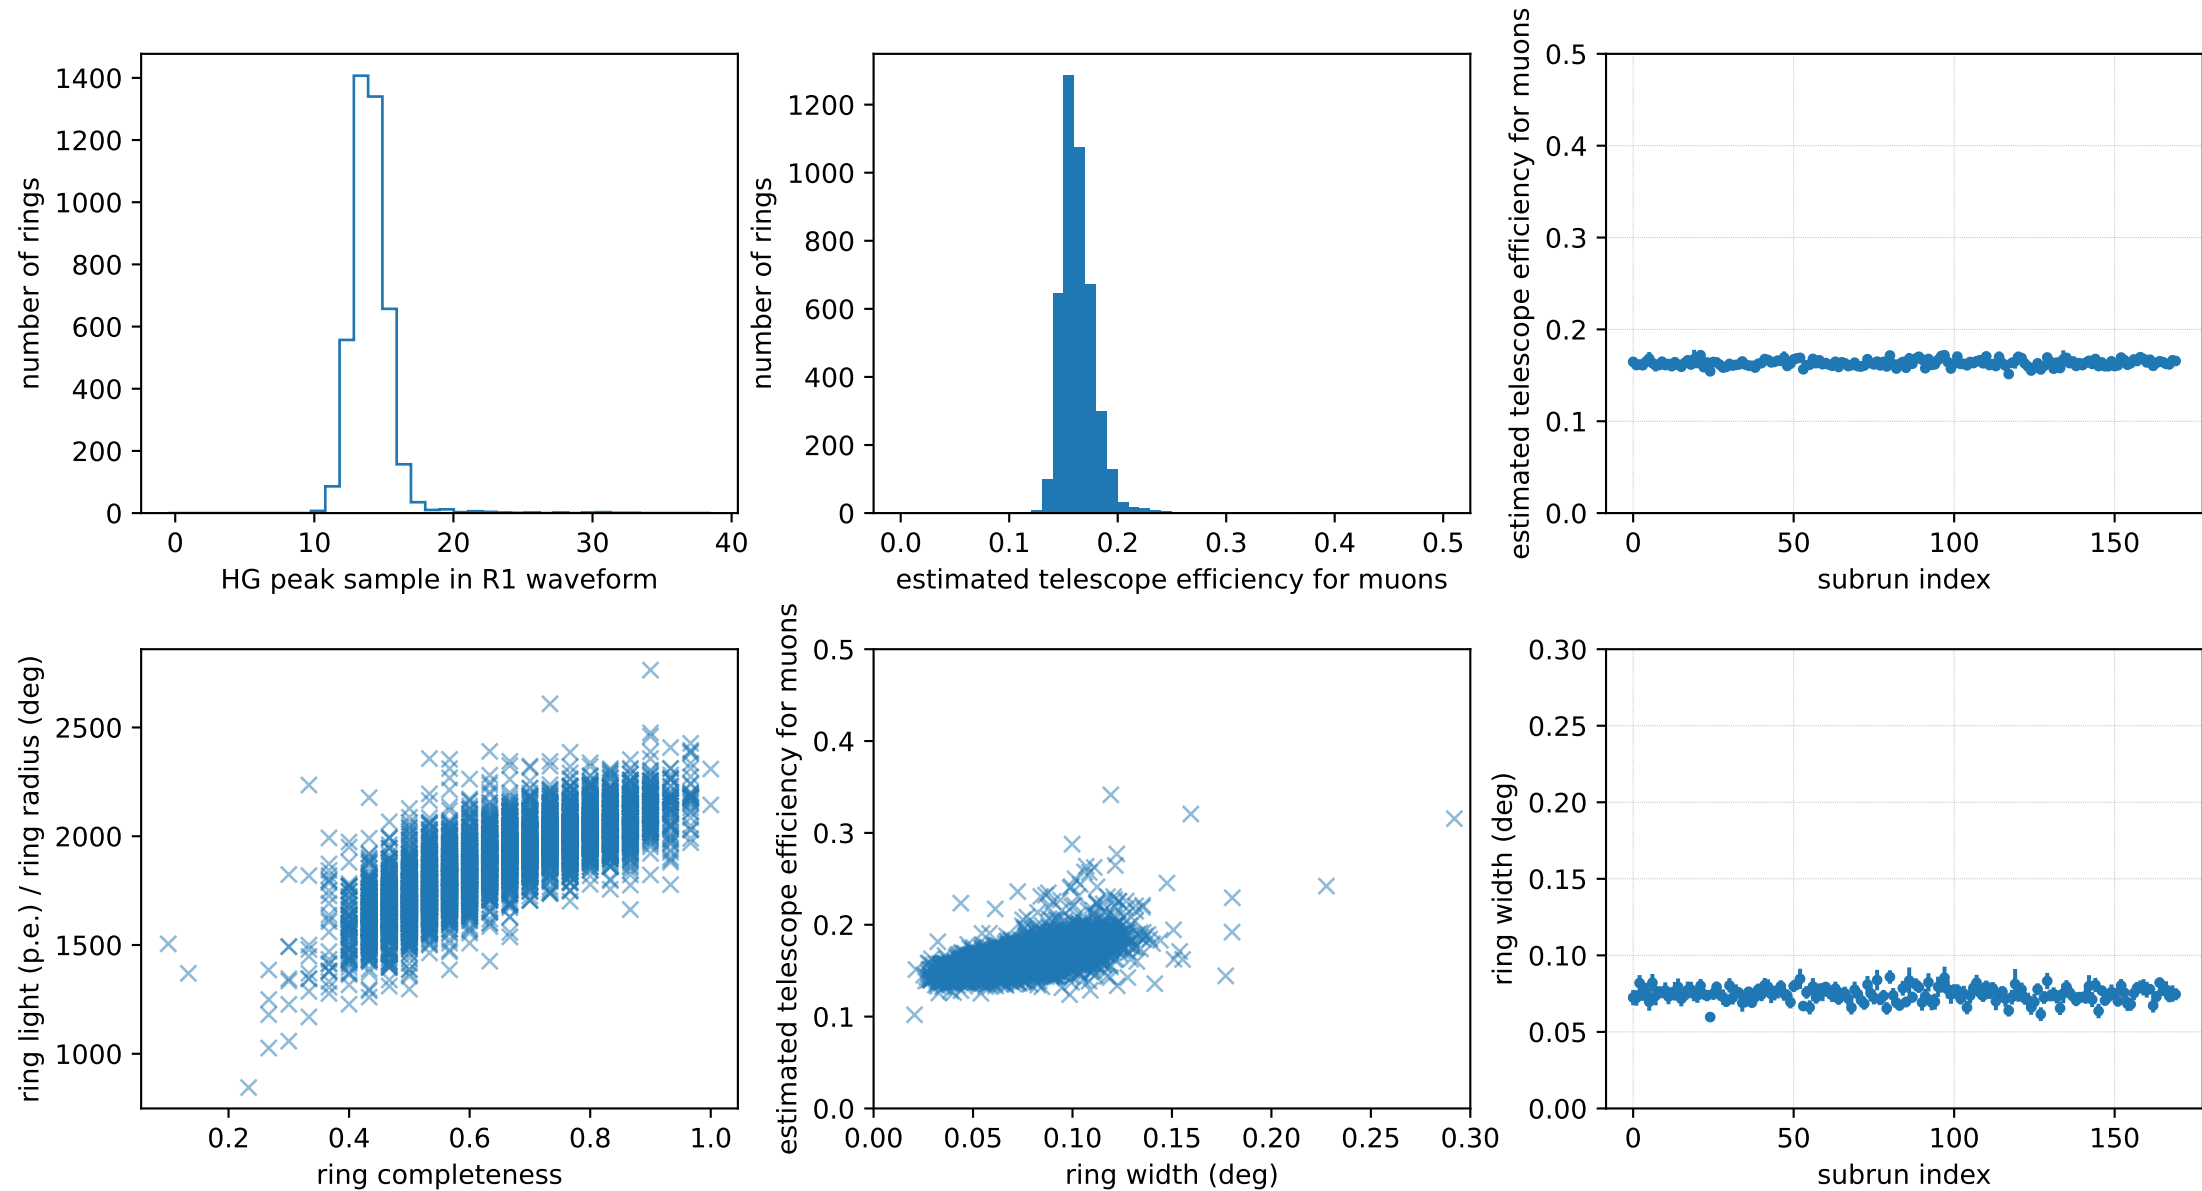 number of rings
1400
1200
1000
800
600
400
200
0
0 10 20 30 40
HG peak sample in R1 waveform
number of rings
1200
1000
800
600
400
200
0
0.0 0.1 0.2 0.3 0.4 0.5
estimated telescope efficiency for muons
estimated telescope efficiency for muons
0.5
0.4
0.3
0.2
0.1
0.0
0 50 100 150
subrun index
ring light (p.e.) / ring radius (deg)
2500
2000
1500
1000
0.2 0.4 0.6 0.8 1.0
ring completeness
estimated telescope efficiency for muons
0.5
0.4
0.3
0.2
0.1
0.0
0.00 0.05 0.10 0.15 0.20 0.25 0.30
ring width (deg)
ring width (deg)
0.30
0.25
0.20
0.15
0.10
0.05
0.00
0 50 100 150
subrun index